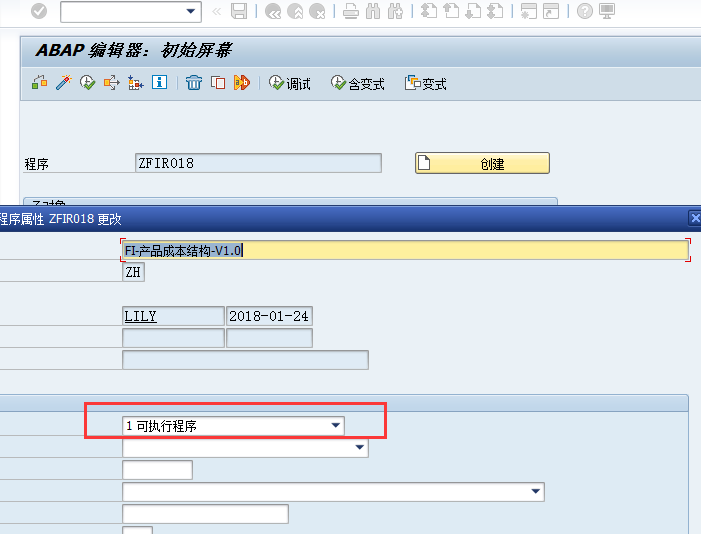 ABAP 编辑器: 初始屏幕
调试 含变式 变式
程序 ZFIR018 创建
子对象
程序属性 ZFIR018 更改
FI-产品成本结构-V1.0
ZH
LILY 2018-01-24
1 可执行程序